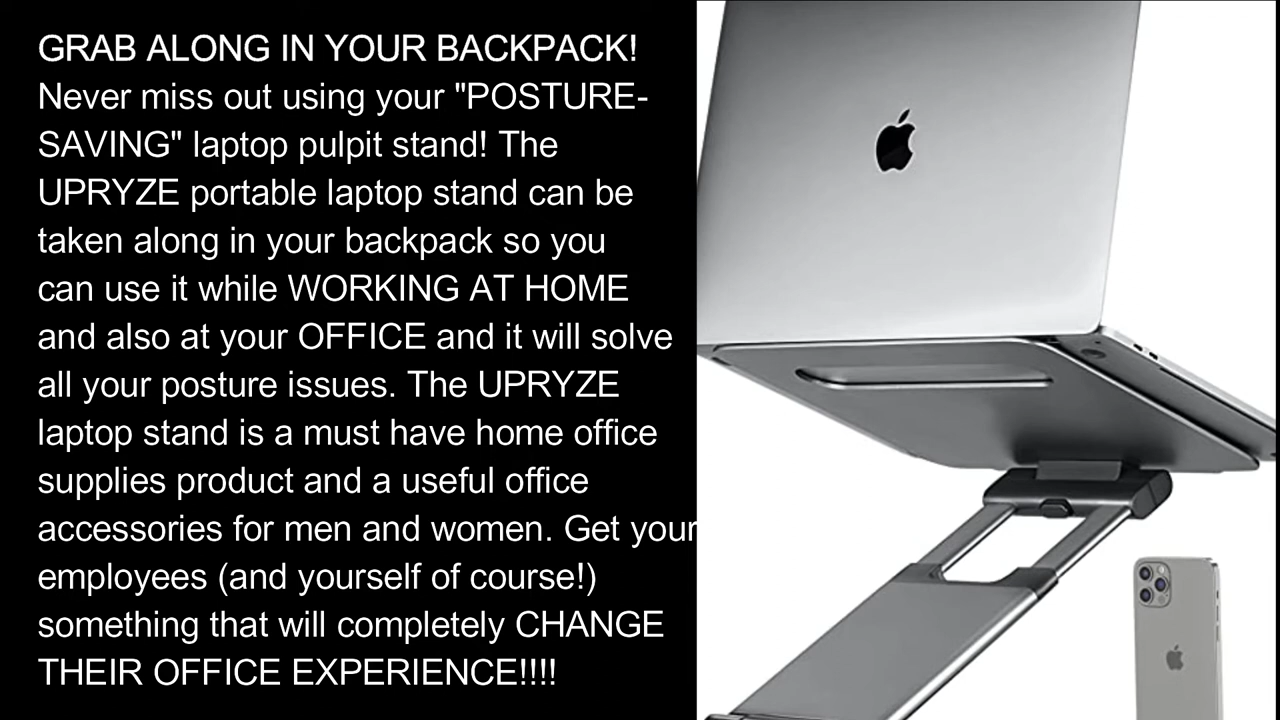 GRAB ALONG IN YOUR BACKPACK!
Never miss out using your "POSTURE-
SAVING" laptop pulpit stand! The
UPRYZE portable laptop stand can be
taken along in your backpack so you
can use it while WORKING AT HOME
and also at your OFFICE and it will solve
all your posture issues. The UPRYZE
laptop stand is a must have home office
supplies product and a useful office
accessories for men and women. Get your
employees (and yourself of course!)
something that will completely CHANGE
THEIR OFFICE EXPERIENCE!!!!